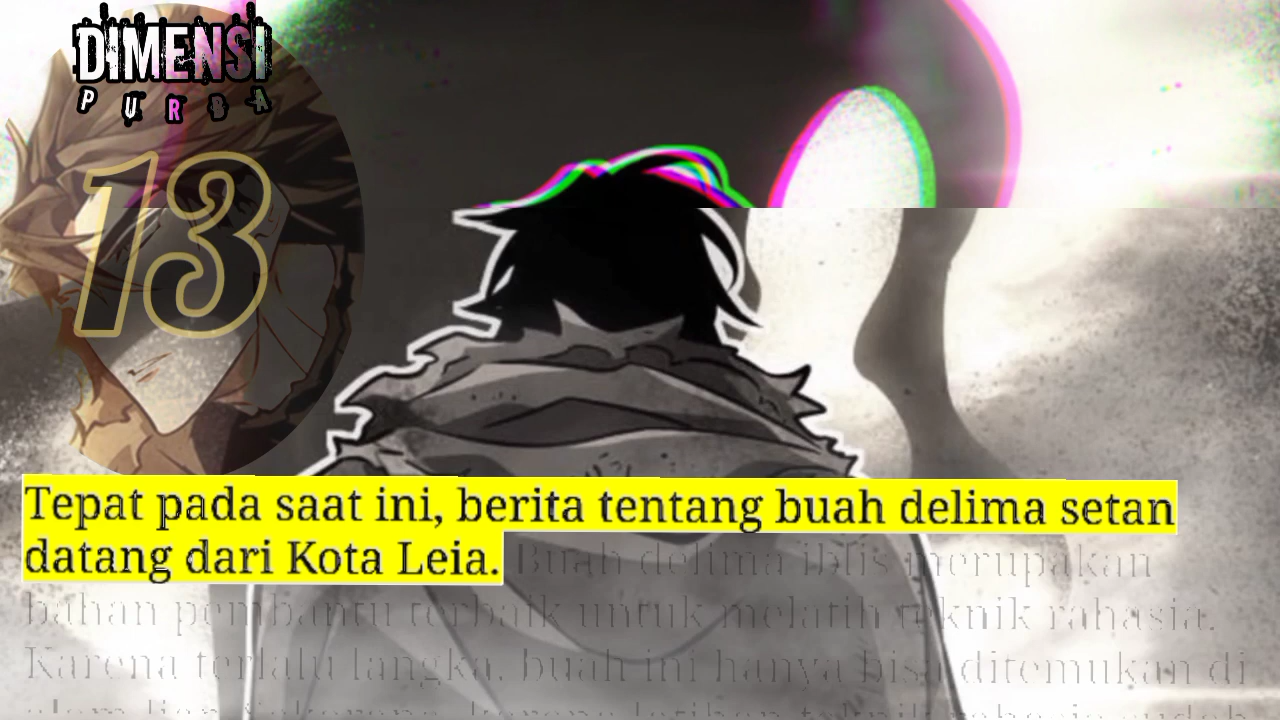 DIMENSI
PURBA
13
Tepat pada saat ini, berita tentang buah delima setan
datang dari Kota Leia. Buah delima iblis merupakan
bahan pembantu terbaik untuk melatih teknik rahasia.
Karena terlalu langka, buah ini hanya bisa ditemukan di